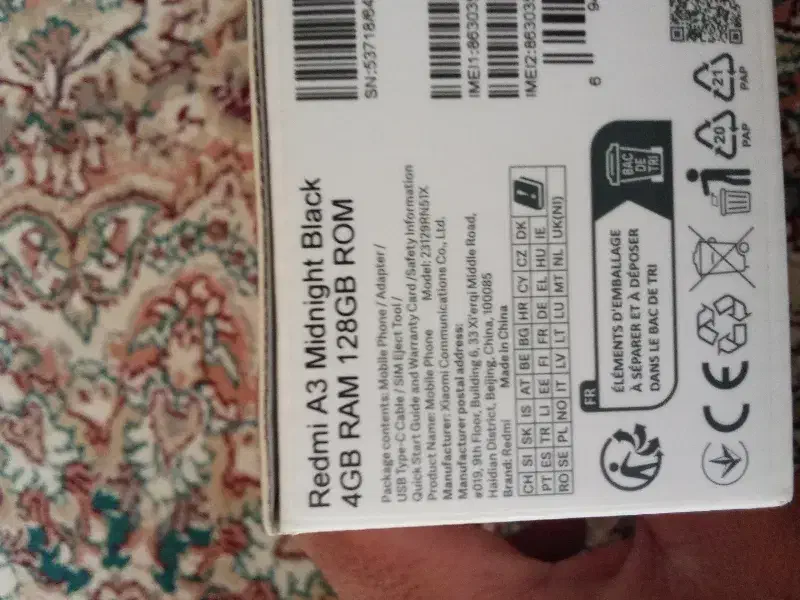 Redmi A3 Midnight Black
4GB RAM 128GB ROM
Package contents: Mobile Phone / Adapter /
USB Type-C Cable / SIM Eject Tool /
Quick Start Guide and Warranty Card /Safety Information
Product Name: Mobile Phone Model: 23129RN51X
Manufacturer: Xiaomi Communications Co., Ltd.
Manufacturer postal address:
#019, 9th Floor, Building 6, 33 Xi'erqi Middle Road,
Haidian District, Beijing, China, 100085
Brand: Redmi Made in China
CH SI SK IS AT BE BG HR CY CZ DK
PT ES TR LI EE FI FR DE EL HU IE
RO SE PL NO IT LV LT LU MT NL UK(NI)
SN:53718/64
IMEI1:863035
IMEI2:863035
6
9
FR
ÉLÉMENTS D'EMBALLAGE
À SÉPARER ET À DÉPOSER
DANS LE BAC DE TRI
BAC
DE
TRI
CE
20
PAP
21
PAP